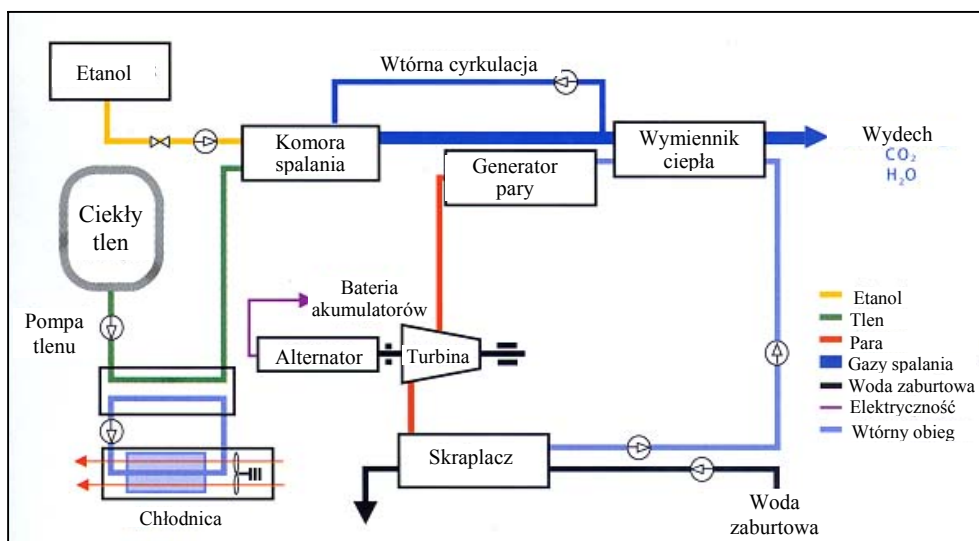 Etanol
Wtórna cyrkulacja
Komora
spalania
Wymiennik
ciepła
Wydech
CO₂
H₂O
Generator
pary
Ciekły
tlen
Pompa
tlenu
Bateria
akumulatorów
Alternator
Turbina
Skraplacz
Chłodnica
Woda
zaburtowa
Etanol
Tlen
Para
Gazy spalania
Woda zaburtowa
Elektryczność
Wtórny obieg